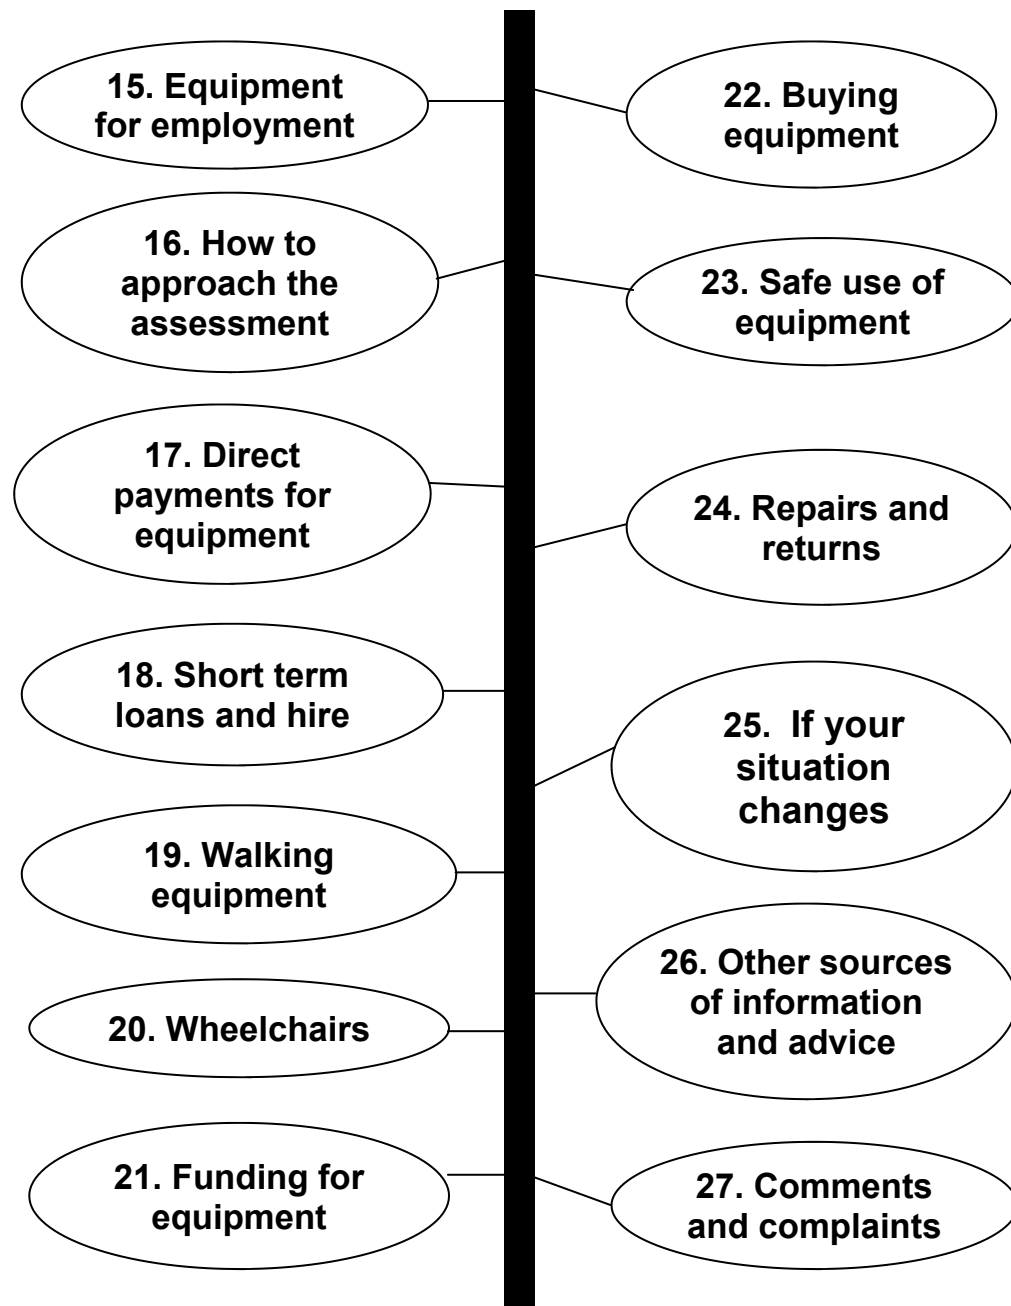 15. Equipment
for employment
16. How to
approach the
assessment
17. Direct
payments for
equipment
18. Short term
loans and hire
19. Walking
equipment
20. Wheelchairs
21. Funding for
equipment
22. Buying
equipment
23. Safe use of
equipment
24. Repairs and
returns
25. If your
situation
changes
26. Other sources
of information
and advice
27. Comments
and complaints